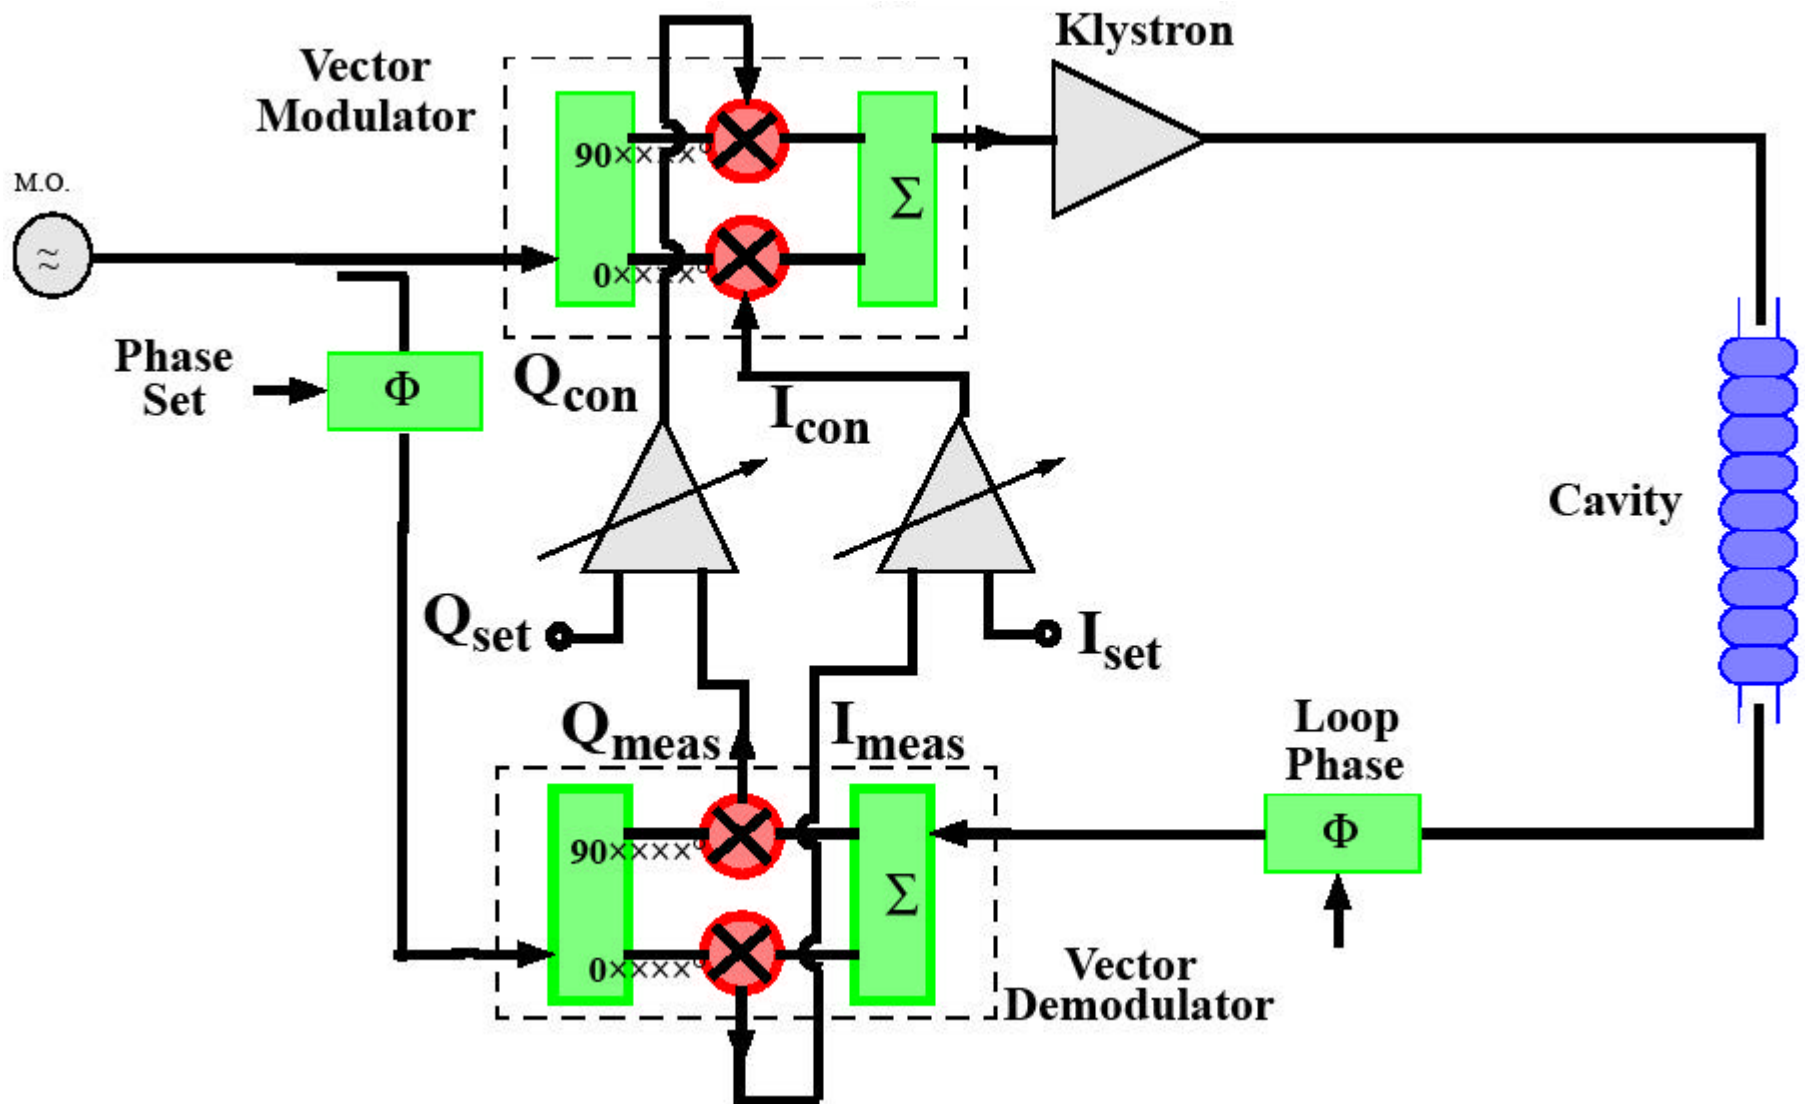 Klystron
Vector
Modulator
90××××°
Σ
M.O.
≈
0××××°
Phase
Set
Φ
Qcon
Icon
Cavity
Qset
Iset
Qmeas
Imeas
Loop
Phase
Φ
90××××°
Σ
0××××°
Vector
Demodulator